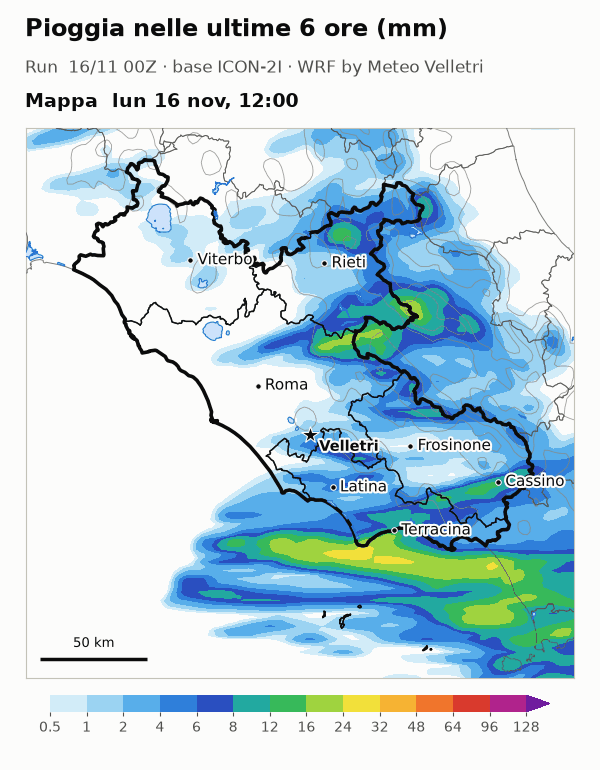 Pioggia nelle ultime 6 ore (mm)
Run  16/11 00Z · base ICON-2I · WRF by Meteo Velletri
Mappa  lun 16 nov, 12:00
Viterbo
Rieti
Roma
Velletri
Frosinone
Cassino
Latina
Terracina
50 km
0.5 1 2 4 6 8 12 16 24 32 48 64 96 128